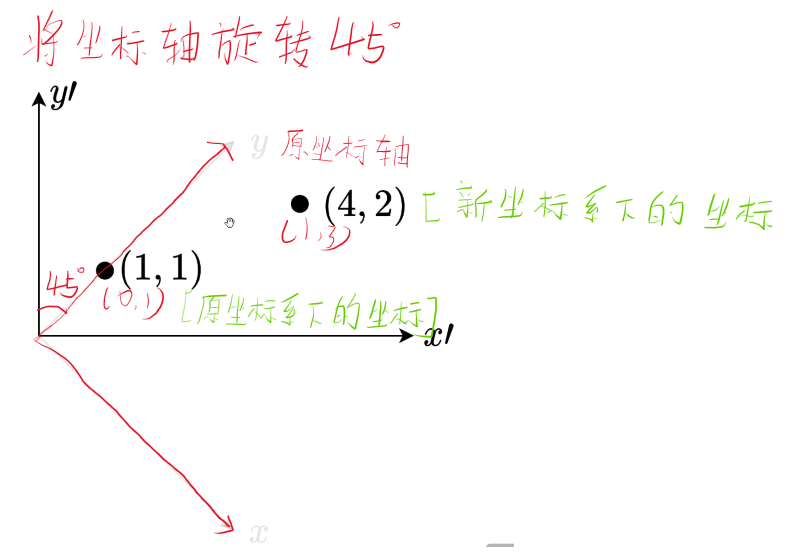 将坐标轴旋转45°
y′
y 原坐标轴
(4, 2) [新坐标系下的坐标
(1,3)
45° (1, 1)
(0,1) [原坐标系下的坐标]
x′
x